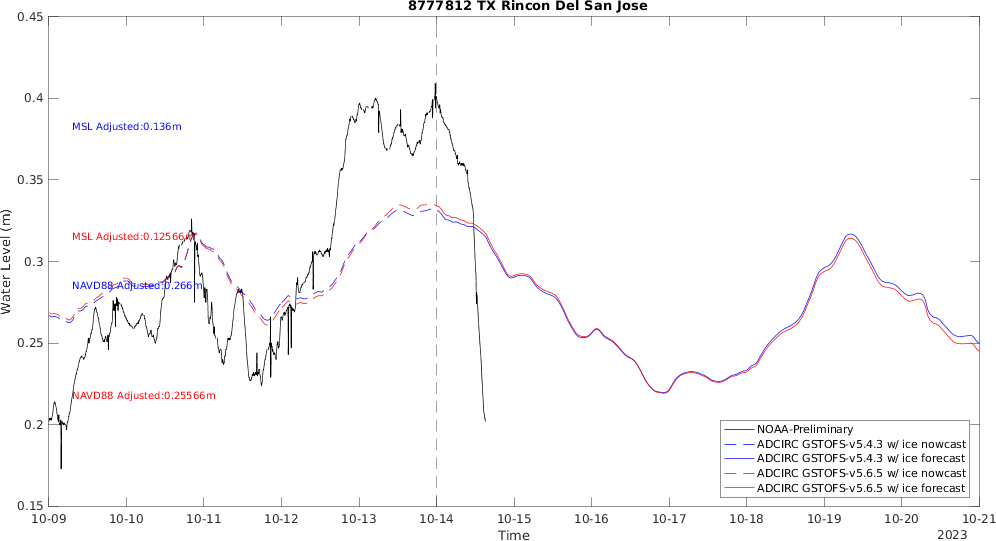 8777812 TX Rincon Del San Jose
0.45
0.4
0.35
0.3
0.25
0.2
0.15
Water Level (m)
MSL Adjusted:0.136m
MSL Adjusted:0.12566m
NAVD88 Adjusted:0.266m
NAVD88 Adjusted:0.25566m
NOAA-Preliminary
ADCIRC GSTOFS-v5.4.3 w/ ice nowcast
ADCIRC GSTOFS-v5.4.3 w/ ice forecast
ADCIRC GSTOFS-v5.6.5 w/ ice nowcast
ADCIRC GSTOFS-v5.6.5 w/ ice forecast
10-09 10-10 10-11 10-12 10-13 10-14 10-15 10-16 10-17 10-18 10-19 10-20 10-21
Time
2023